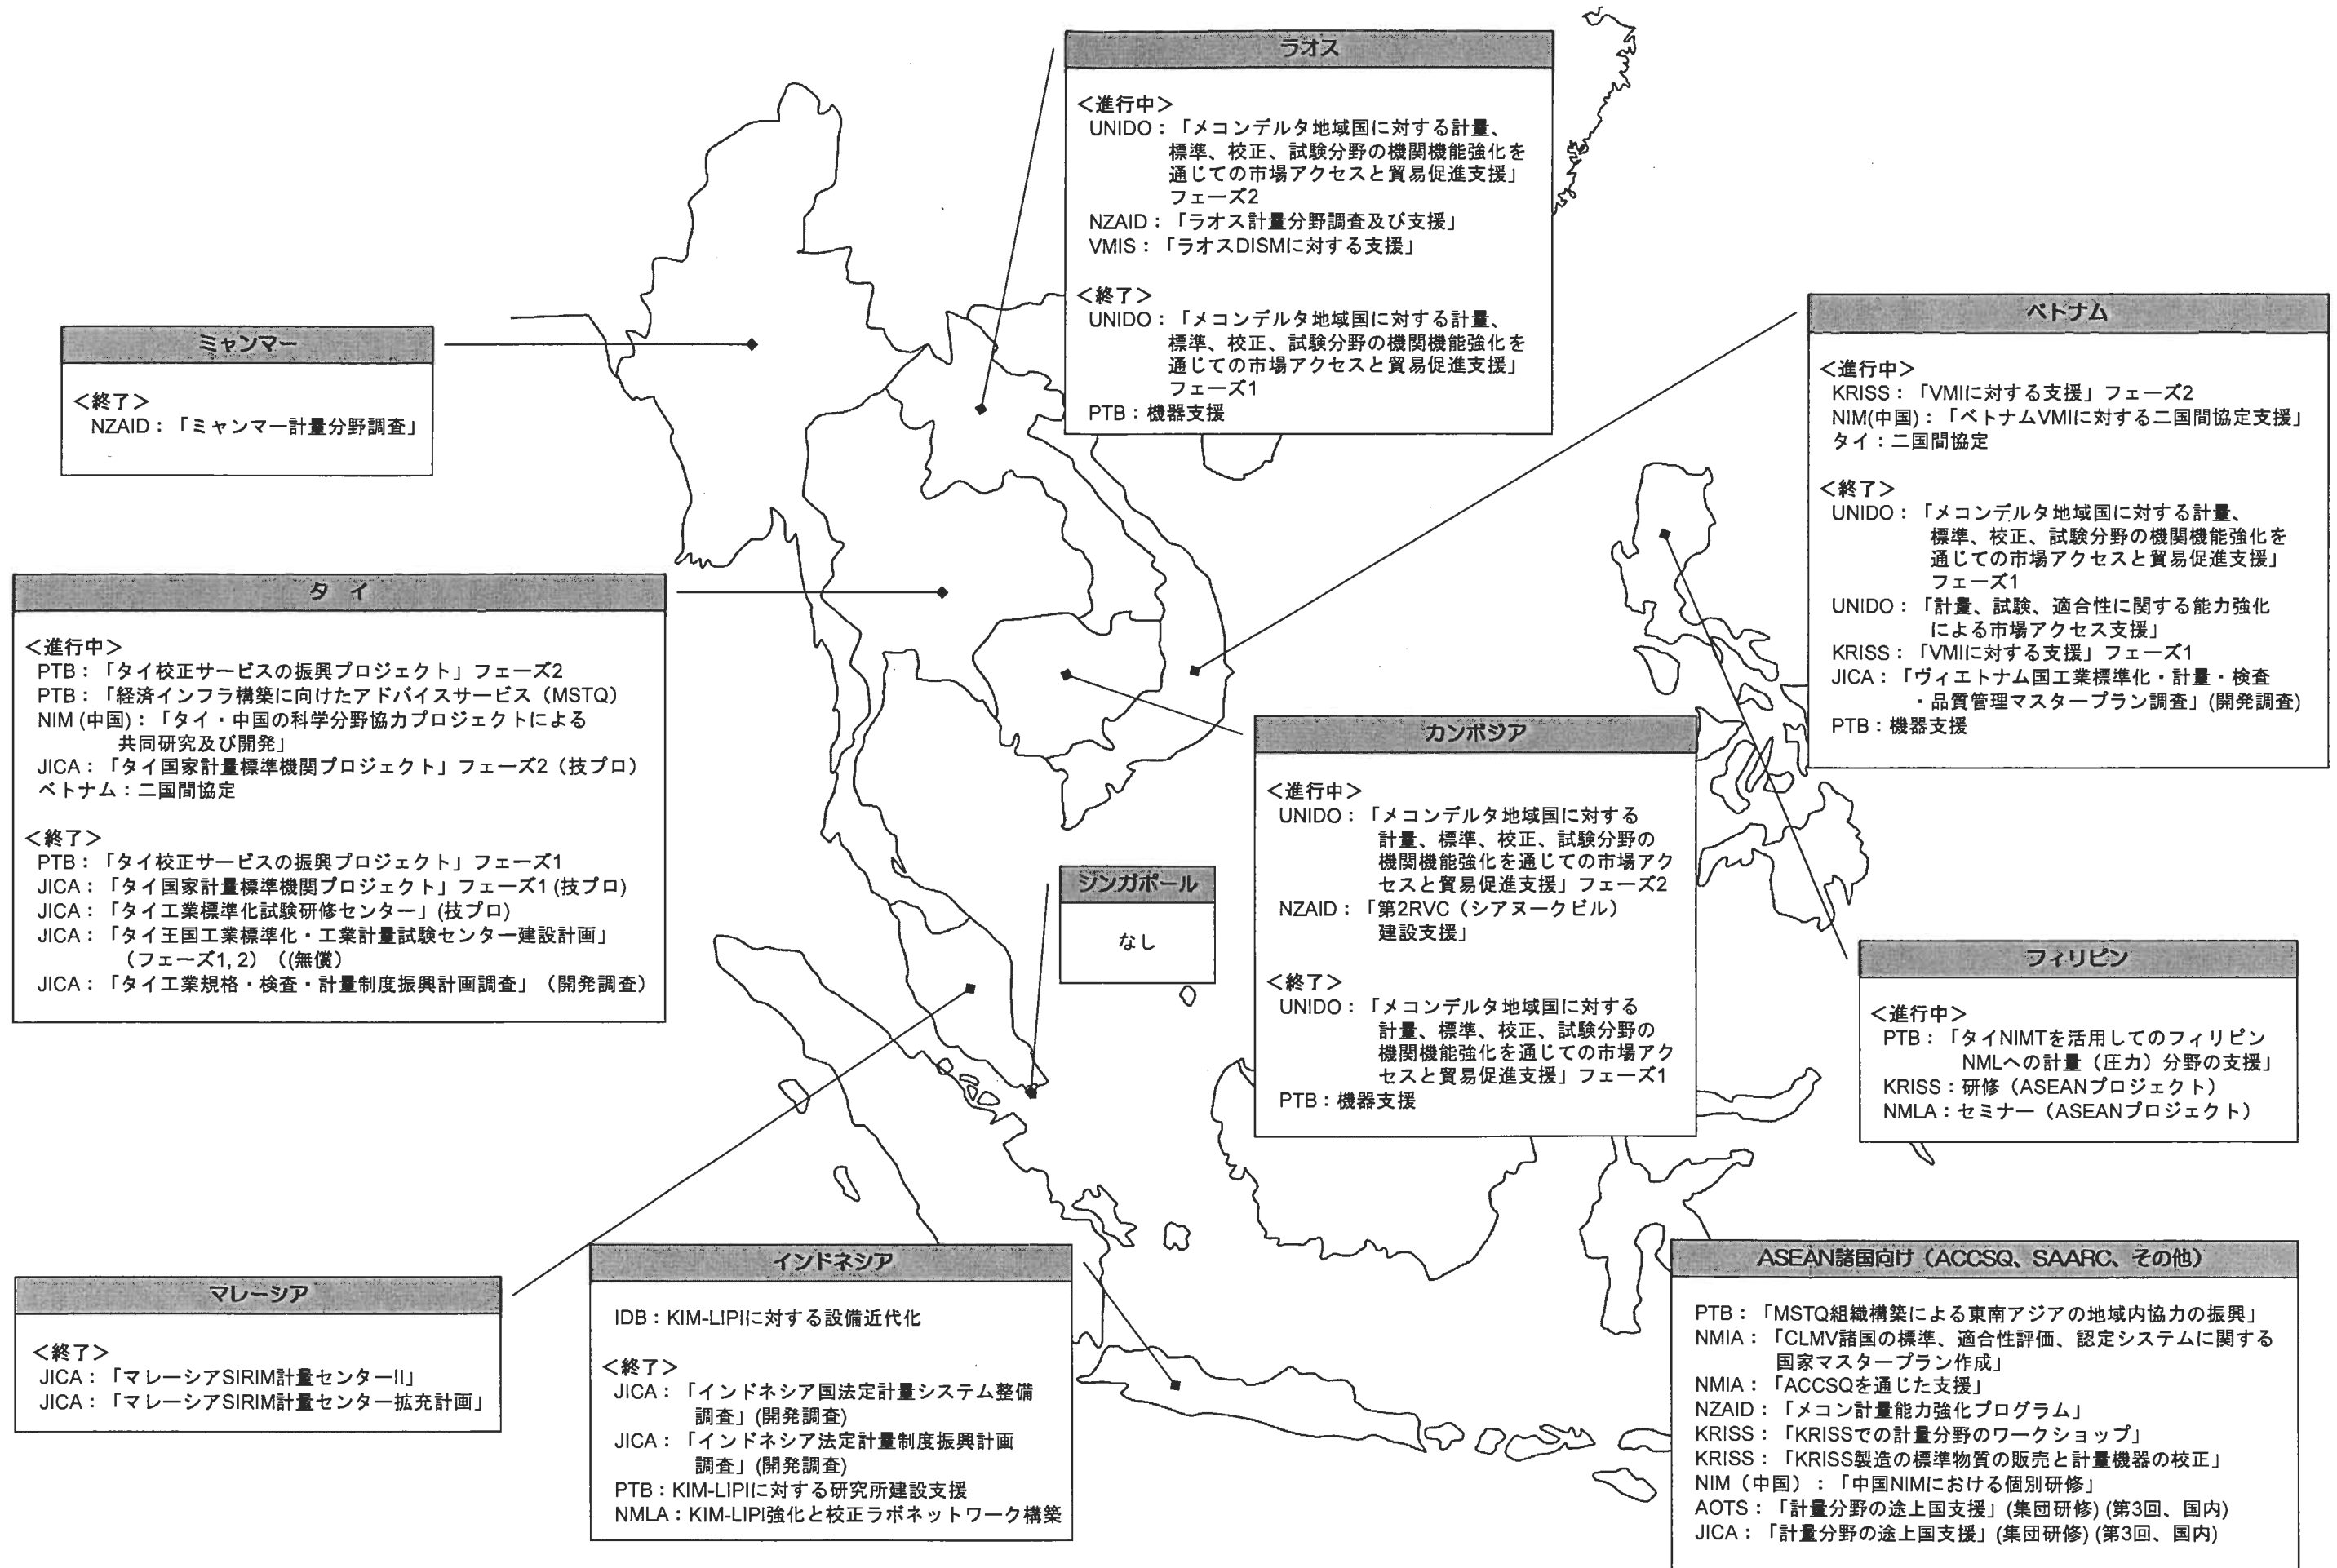 ラオス
＜進行中＞
UNIDO：「メコンデルタ地域国に対する計量、
標準、校正、試験分野の機関機能強化を
通じての市場アクセスと貿易促進支援」
フェーズ2
NZAID：「ラオス計量分野調査及び支援」
VMIS：「ラオスDISMに対する支援」
＜終了＞
UNIDO：「メコンデルタ地域国に対する計量、
標準、校正、試験分野の機関機能強化を
通じての市場アクセスと貿易促進支援」
フェーズ1
PTB：機器支援
ミャンマー
＜終了＞
NZAID：「ミャンマー計量分野調査」
ベトナム
＜進行中＞
KRISS：「VMIに対する支援」フェーズ2
NIM(中国)：「ベトナムVMIに対する二国間協定支援」
タイ：二国間協定
＜終了＞
UNIDO：「メコンデルタ地域国に対する計量、
標準、校正、試験分野の機関機能強化を
通じての市場アクセスと貿易促進支援」
フェーズ1
UNIDO：「計量、試験、適合性に関する能力強化
による市場アクセス支援」
KRISS：「VMIに対する支援」フェーズ1
JICA：「ヴィエトナム国工業標準化・計量・検査
・品質管理マスタープラン調査」(開発調査)
PTB：機器支援
タ イ
＜進行中＞
PTB：「タイ校正サービスの振興プロジェクト」フェーズ2
PTB：「経済インフラ構築に向けたアドバイスサービス（MSTQ）
NIM (中国)：「タイ・中国の科学分野協力プロジェクトによる
共同研究及び開発」
JICA：「タイ国家計量標準機関プロジェクト」フェーズ2（技プロ）
ベトナム：二国間協定
＜終了＞
PTB：「タイ校正サービスの振興プロジェクト」フェーズ1
JICA：「タイ国家計量標準機関プロジェクト」フェーズ1 (技プロ)
JICA：「タイ工業標準化試験研修センター」(技プロ)
JICA：「タイ王国工業標準化・工業計量試験センター建設計画」
（フェーズ1, 2）（(無償）
JICA：「タイ工業規格・検査・計量制度振興計画調査」（開発調査）
カンボジア
＜進行中＞
UNIDO：「メコンデルタ地域国に対する
計量、標準、校正、試験分野の
機関機能強化を通じての市場アク
セスと貿易促進支援」フェーズ2
NZAID：「第2RVC（シアヌークビル）
建設支援」
＜終了＞
UNIDO：「メコンデルタ地域国に対する
計量、標準、校正、試験分野の
機関機能強化を通じての市場アク
セスと貿易促進支援」フェーズ1
PTB：機器支援
シンガポール
なし
フィリピン
＜進行中＞
PTB：「タイNIMTを活用してのフィリピン
NMLへの計量（圧力）分野の支援」
KRISS：研修（ASEANプロジェクト）
NMLA：セミナー（ASEANプロジェクト）
マレーシア
＜終了＞
JICA：「マレーシアSIRIM計量センターII」
JICA：「マレーシアSIRIM計量センター拡充計画」
インドネシア
IDB：KIM-LIPIに対する設備近代化
＜終了＞
JICA：「インドネシア国法定計量システム整備
調査」(開発調査)
JICA：「インドネシア法定計量制度振興計画
調査」(開発調査)
PTB：KIM-LIPIに対する研究所建設支援
NMLA：KIM-LIPI強化と校正ラボネットワーク構築
ASEAN諸国向け（ACCSQ、SAARC、その他）
PTB：「MSTQ組織構築による東南アジアの地域内協力の振興」
NMIA：「CLMV諸国の標準、適合性評価、認定システムに関する
国家マスタープラン作成」
NMIA：「ACCSQを通じた支援」
NZAID：「メコン計量能力強化プログラム」
KRISS：「KRISSでの計量分野のワークショップ」
KRISS：「KRISS製造の標準物質の販売と計量機器の校正」
NIM（中国）：「中国NIMにおける個別研修」
AOTS：「計量分野の途上国支援」(集団研修) (第3回、国内)
JICA：「計量分野の途上国支援」(集団研修) (第3回、国内)